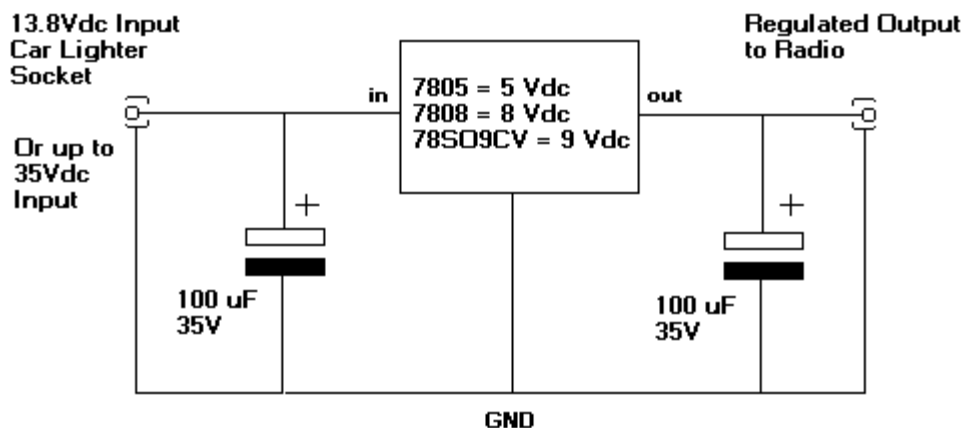 13.8Vdc Input
Car Lighter
Socket
Or up to
35Vdc
Input
in
7805 = 5 Vdc
7808 = 8 Vdc
78SO9CV = 9 Vdc
out
Regulated Output
to Radio
+
100 uF
35V
+
100 uF
35V
GND